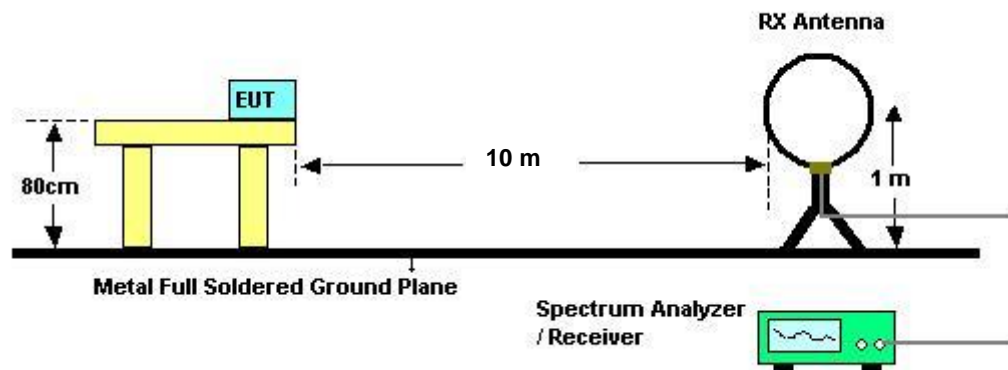 RX Antenna
EUT
10 m
80cm
1 m
Metal Full Soldered Ground Plane
Spectrum Analyzer
/ Receiver